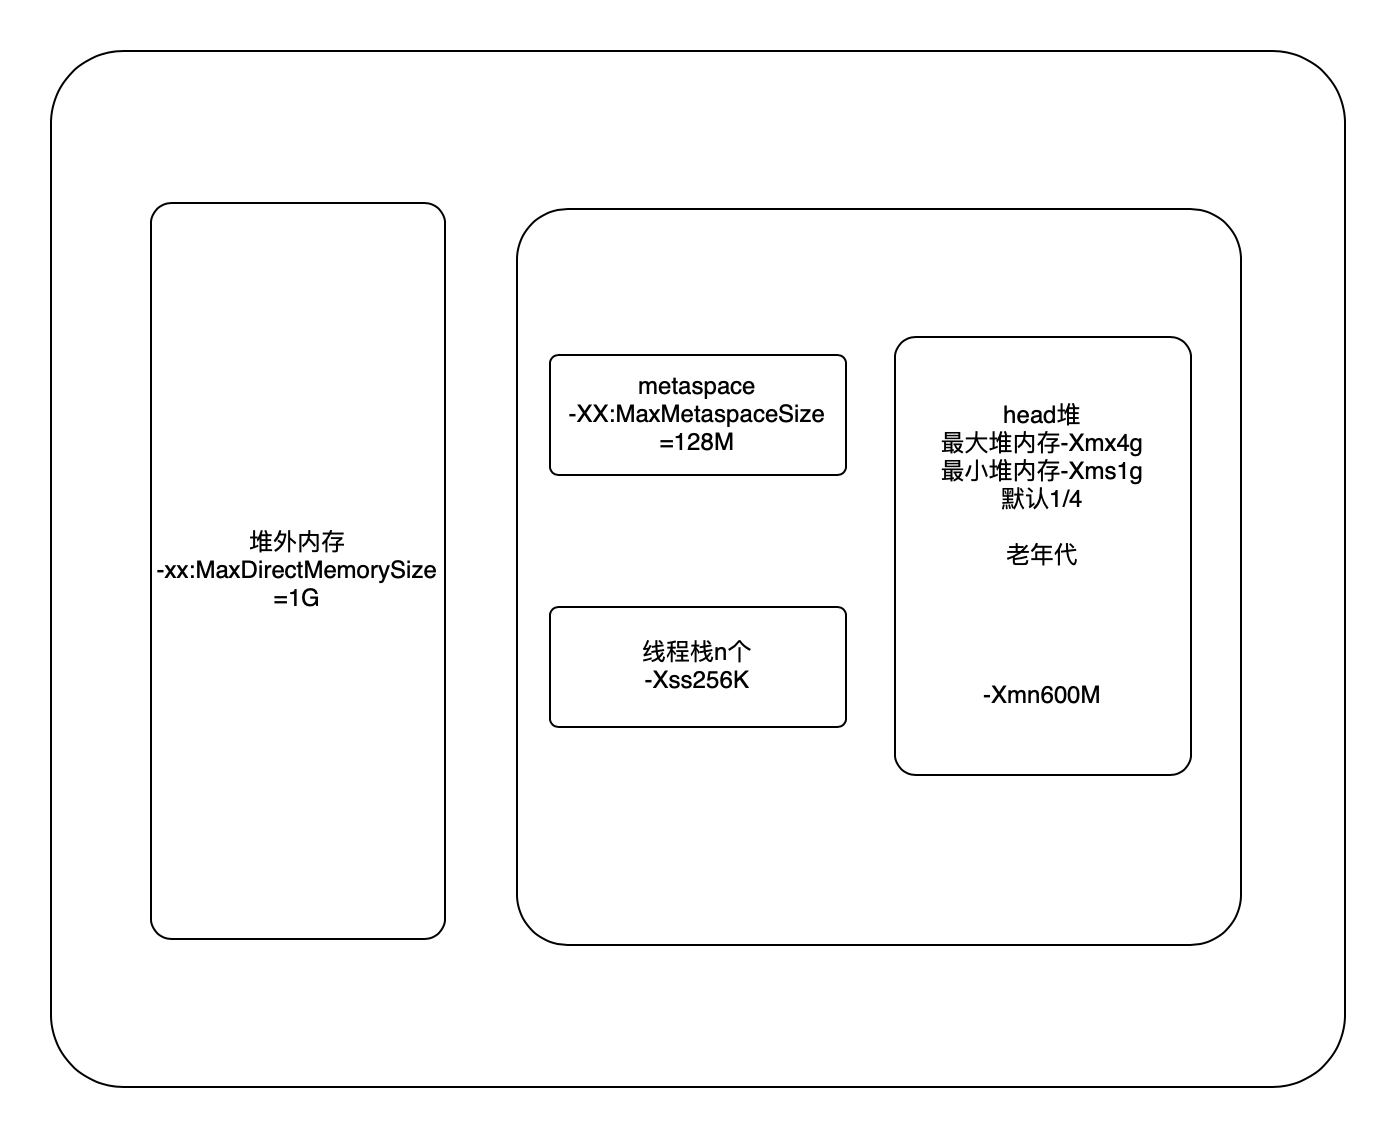 堆外内存
-xx:MaxDirectMemorySize
=1G
metaspace
-XX:MaxMetaspaceSize
=128M
线程栈n个
-Xss256K
head堆
最大堆内存-Xmx4g
最小堆内存-Xms1g
默认1/4
老年代
-Xmn600M